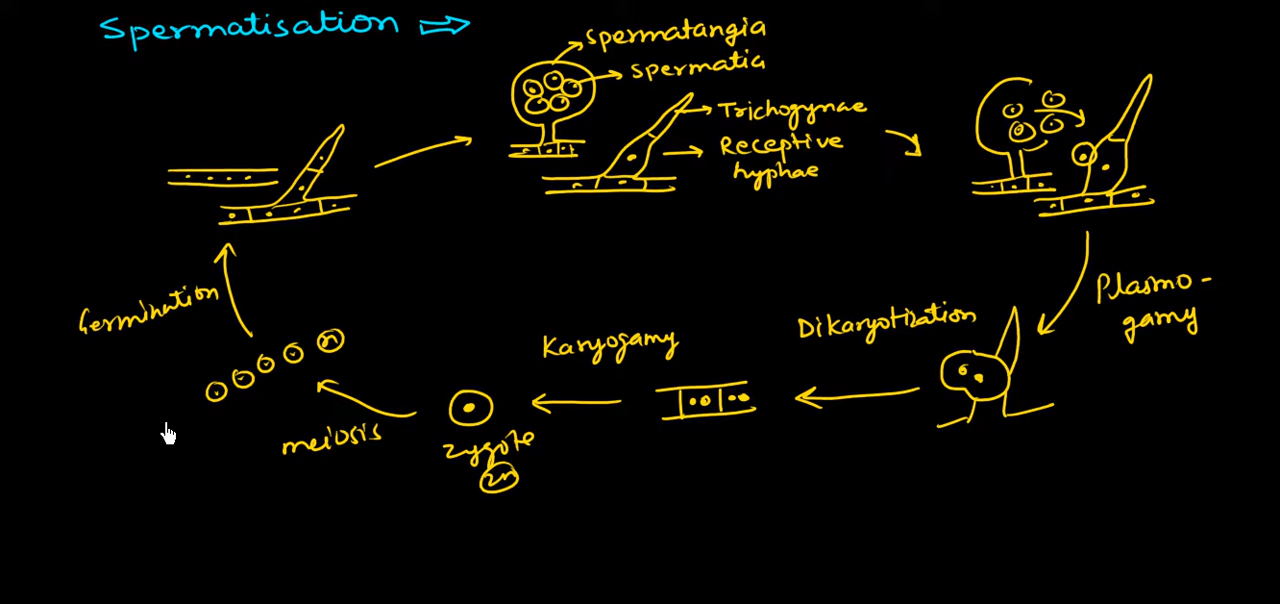 Spermatisation ⇒
spermatangia
spermatia
Trichogynae
Receptive
hyphae
Plasmo-
gamy
Dikaryotization
Karyogamy
zygote
2n
meiosis
n
Germination